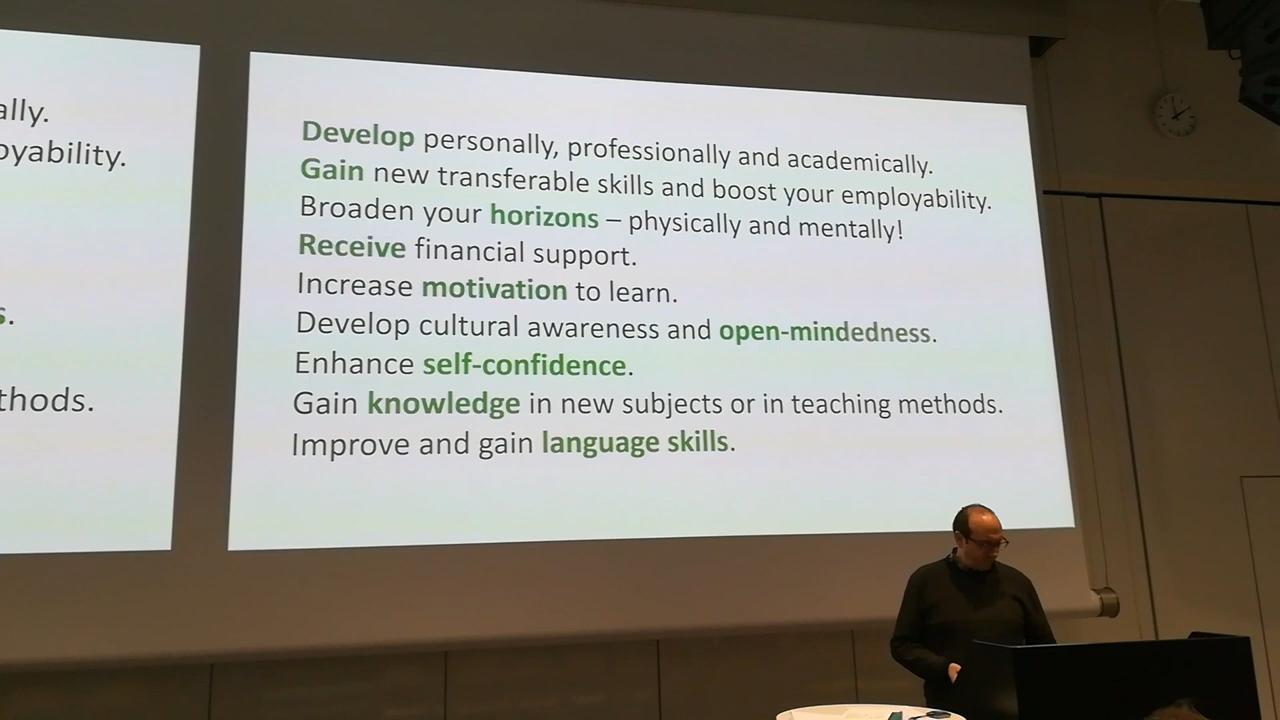 ally.
oyability.
s.
thods.
Develop personally, professionally and academically.
Gain new transferable skills and boost your employability.
Broaden your horizons – physically and mentally!
Receive financial support.
Increase motivation to learn.
Develop cultural awareness and open-mindedness.
Enhance self-confidence.
Gain knowledge in new subjects or in teaching methods.
Improve and gain language skills.